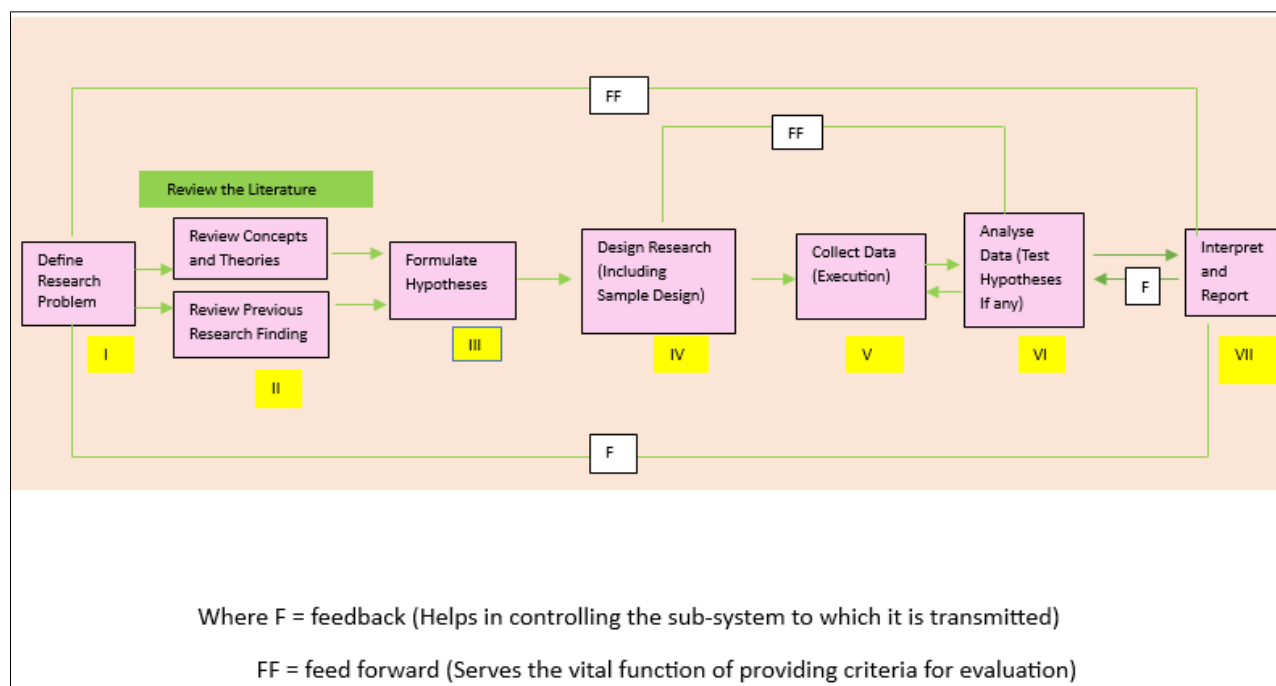 FF
FF
Review the Literature
Define
Research
Problem
I
Review Concepts
and Theories
Review Previous
Research Finding
II
Formulate
Hypotheses
III
Design Research
(Including
Sample Design)
IV
Collect Data
(Execution)
V
Analyse
Data (Test
Hypotheses
If any)
VI
F
Interpret
and
Report
VII
F
Where F = feedback (Helps in controlling the sub-system to which it is transmitted)
FF = feed forward (Serves the vital function of providing criteria for evaluation)